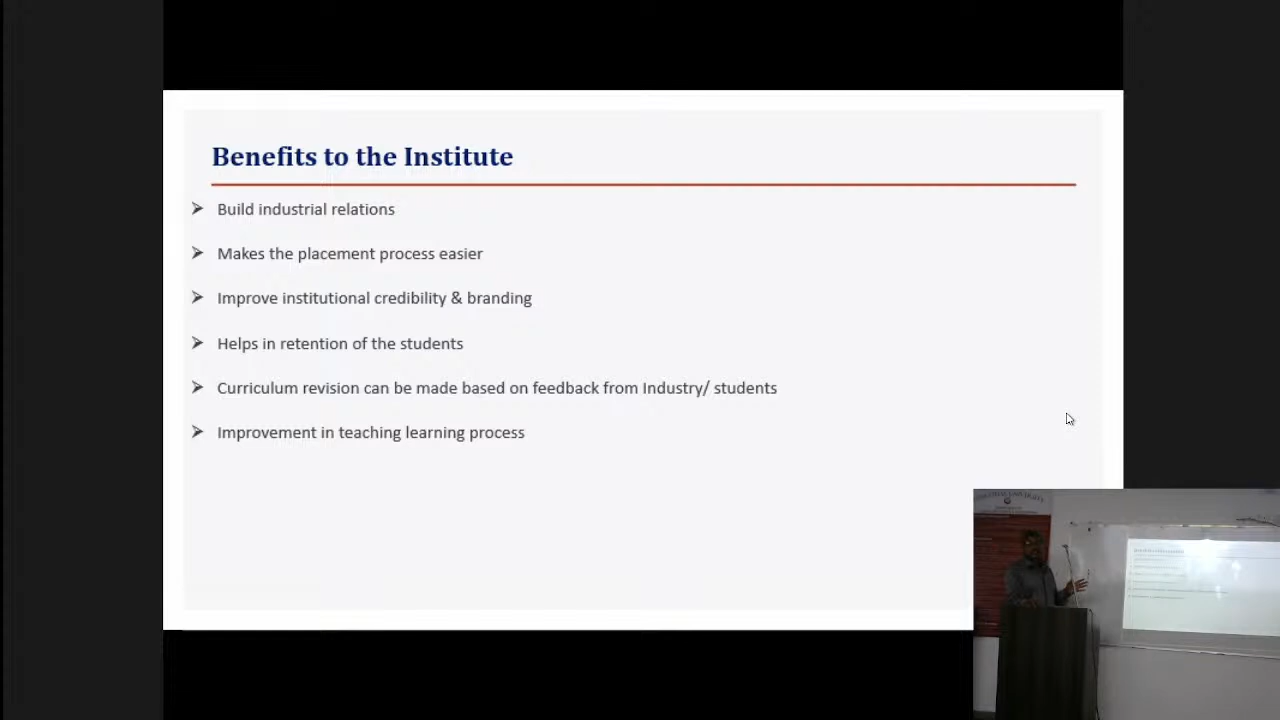 Benefits to the Institute
Build industrial relations
Makes the placement process easier
Improve institutional credibility & branding
Helps in retention of the students
Curriculum revision can be made based on feedback from Industry/ students
Improvement in teaching learning process